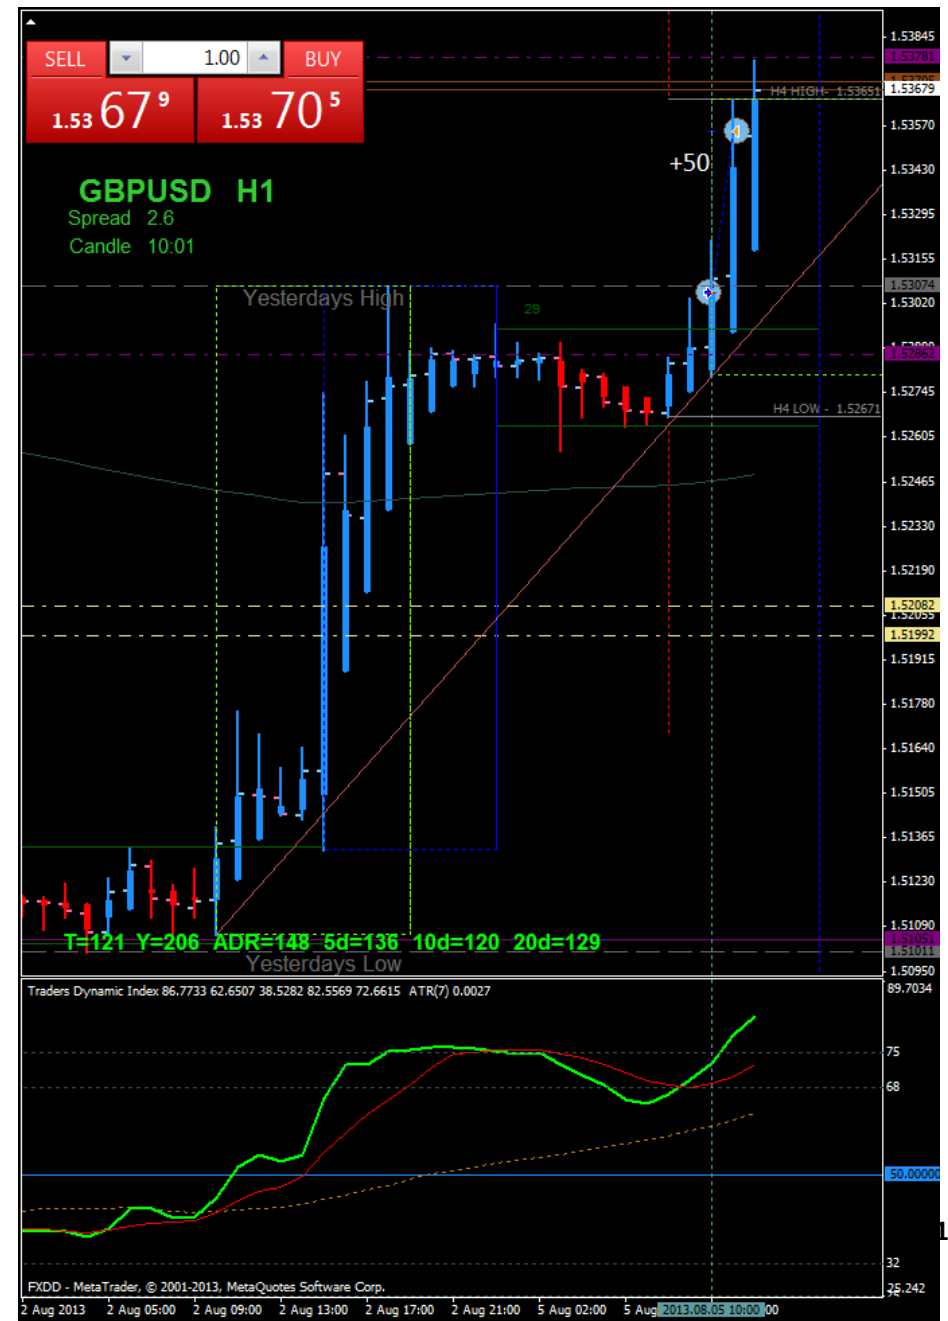 SELL 1.00 BUY
1.53 67 9 1.53 70 5
GBPUSD H1
Spread 2.6
Candle 10:01
+50
H4 HIGH- 1.53651
Yesterdays High
29
H4 LOW - 1.52671
T=121 Y=206 ADR=148 5d=136 10d=120 20d=129
Yesterdays Low
1.53845
1.53781
1.53679
1.53570
1.53430
1.53295
1.53155
1.53074
1.53020
1.52862
1.52745
1.52605
1.52465
1.52330
1.52190
1.52082
1.52055
1.51992
1.51915
1.51780
1.51640
1.51505
1.51365
1.51230
1.51090
1.51051
1.51011
1.50950
Traders Dynamic Index 86.7733 62.6507 38.5282 82.5569 72.6615 ATR(7) 0.0027
89.7034
75
68
50.00000
1
32
25.242
FXDD - MetaTrader, © 2001-2013, MetaQuotes Software Corp.
2 Aug 2013 2 Aug 05:00 2 Aug 09:00 2 Aug 13:00 2 Aug 17:00 2 Aug 21:00 5 Aug 02:00 5 Aug 2013.08.05 10:00 00